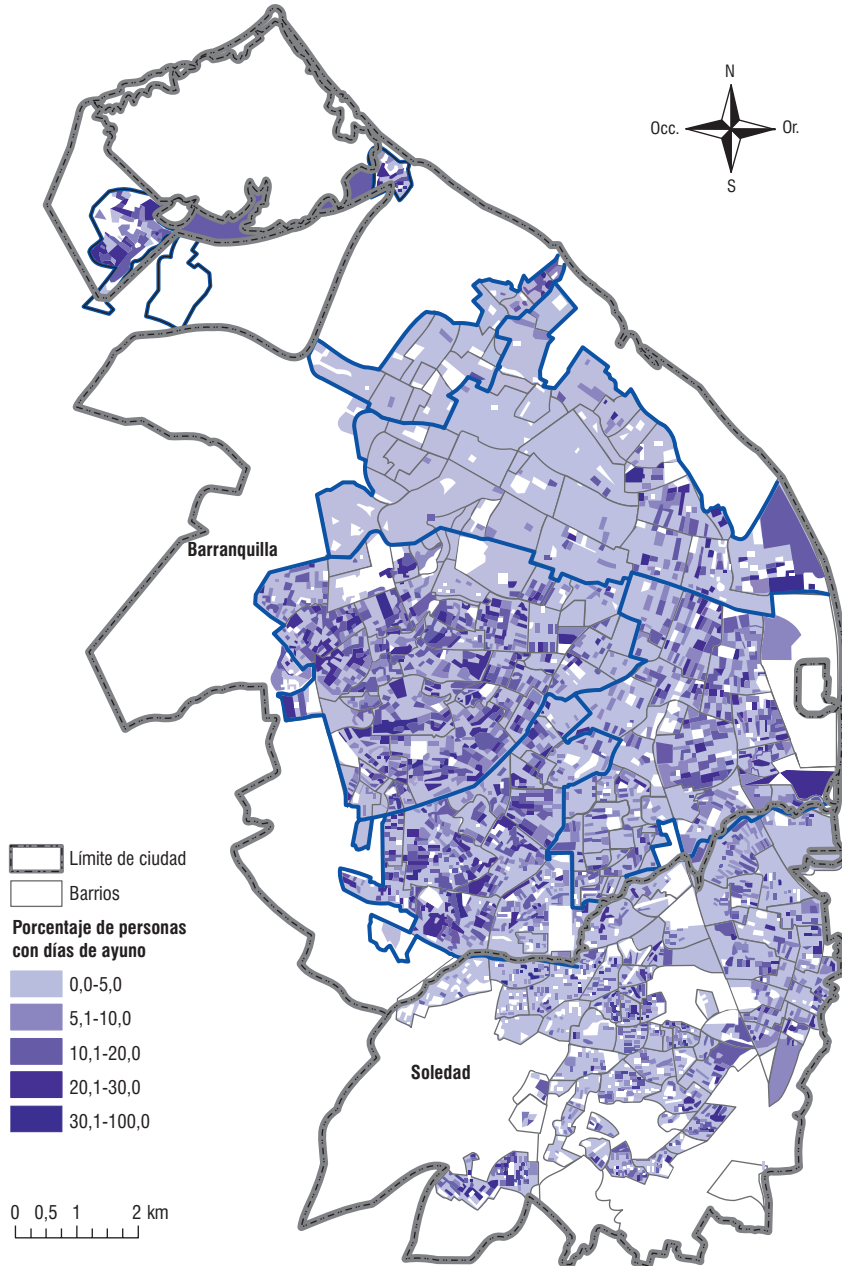 N
Occ.
Or.
S
Barranquilla
Límite de ciudad
Barrios
Porcentaje de personas
con días de ayuno
0,0-5,0
5,1-10,0
10,1-20,0
20,1-30,0
30,1-100,0
Soledad
0 0,5 1 2 km